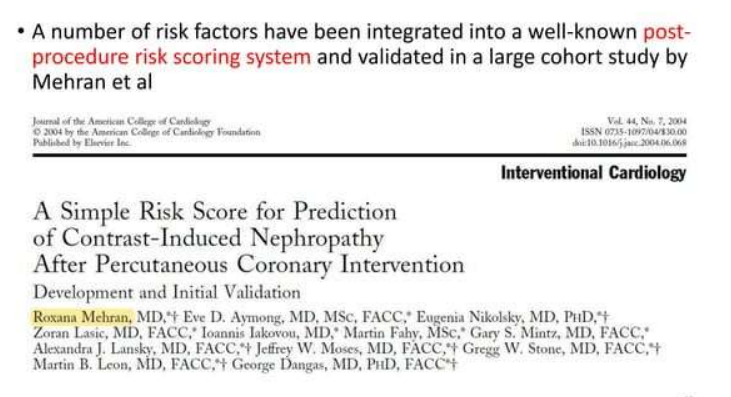 • A number of risk factors have been integrated into a well-known post-
procedure risk scoring system and validated in a large cohort study by
Mehran et al
Journal of the American College of Cardiology
© 2004 by the American College of Cardiology Foundation
Published by Elsevier Inc.
Vol. 44, No. 7, 2004
ISSN 0735-1097/04/$30.00
doi:10.1016/j.jacc.2004.06.068
Interventional Cardiology
A Simple Risk Score for Prediction
of Contrast-Induced Nephropathy
After Percutaneous Coronary Intervention
Development and Initial Validation
Roxana Mehran, MD,*† Eve D. Aymong, MD, MSC, FACC,* Eugenia Nikolsky, MD, PHD,*†
Zoran Lasic, MD, FACC,* Ioannis Iakovou, MD,* Martin Fahy, MSC,* Gary S. Mintz, MD, FACC,*
Alexandra J. Lansky, MD, FACC,*† Jeffrey W. Moses, MD, FACC,*† Gregg W. Stone, MD, FACC,*†
Martin B. Leon, MD, FACC,*† George Dangas, MD, PHD, FACC*†